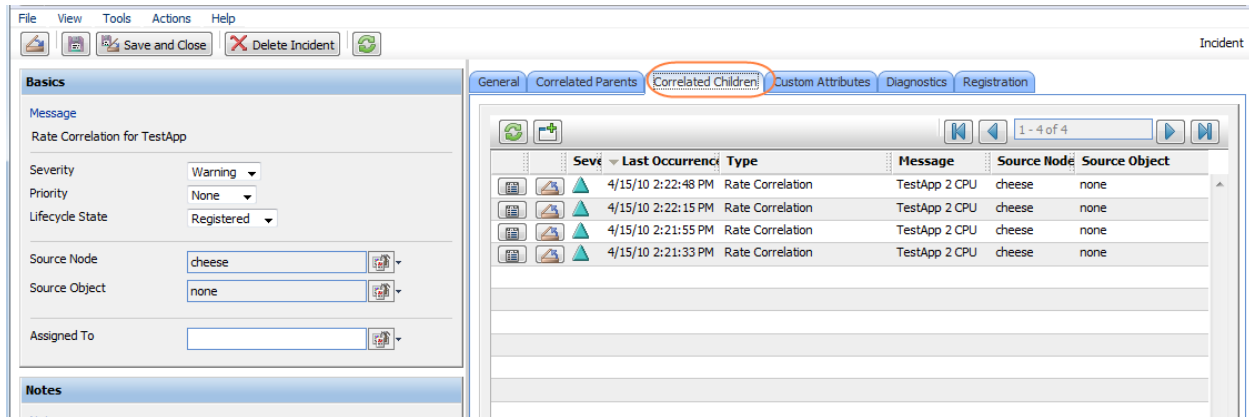 File View Tools Actions Help
Save and Close Delete Incident Incident
Basics
Message
Rate Correlation for TestApp
Severity Warning
Priority None
Lifecycle State Registered
Source Node cheese
Source Object none
Assigned To
Notes
General Correlated Parents Correlated Children Custom Attributes Diagnostics Registration
1 - 4 of 4
Seve Last Occurrence Type Message Source Node Source Object
4/15/10 2:22:48 PM Rate Correlation TestApp 2 CPU cheese none
4/15/10 2:22:15 PM Rate Correlation TestApp 2 CPU cheese none
4/15/10 2:21:55 PM Rate Correlation TestApp 2 CPU cheese none
4/15/10 2:21:33 PM Rate Correlation TestApp 2 CPU cheese none